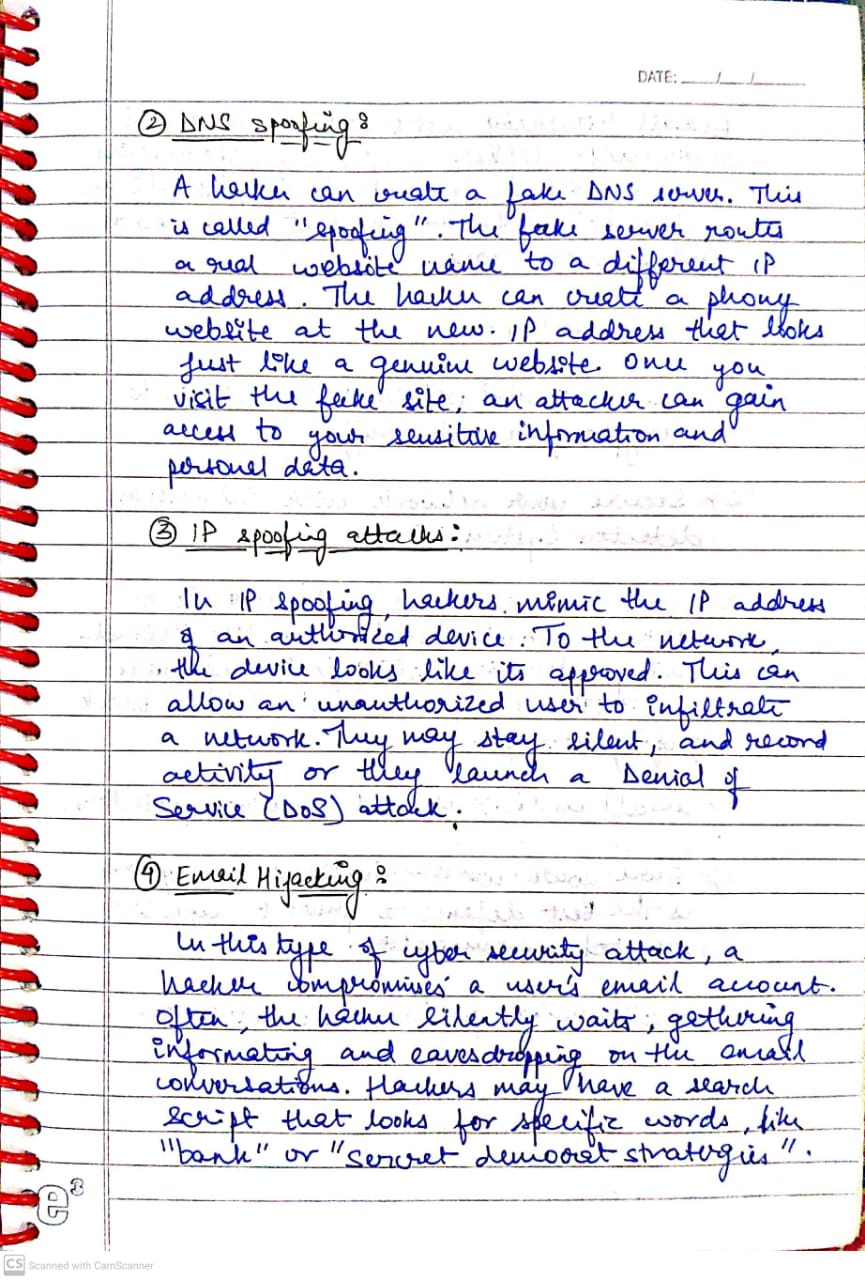 DATE: __/__/__
② DNS spoofing:
A hacker can create a fake DNS server. This
is called "spoofing". The fake server routes
a real website name to a different IP
address. The hacker can create a phony
website at the new. IP address that looks
just like a genuine website. Once you
visit the fake site, an attacker can gain
access to your sensitive information and
personal data.
③ IP spoofing attacks:
In IP spoofing, hackers mimic the IP address
of an authorized device. To the network,
the device looks like its approved. This can
allow an unauthorized user to infiltrate
a network. They may stay silent, and record
activity or they launch a Denial of
Service (DoS) attack.
④ Email Hijacking:
In this type of cyber security attack, a
hacker compromises a user's email account.
Often, the hacker silently waits, gethering
informating and eavesdropping on the email
conversations. Hackers may have a search
script that looks for specific words, like
"bank" or "sercret democrat strategies".
e³
CS Scanned with CamScanner